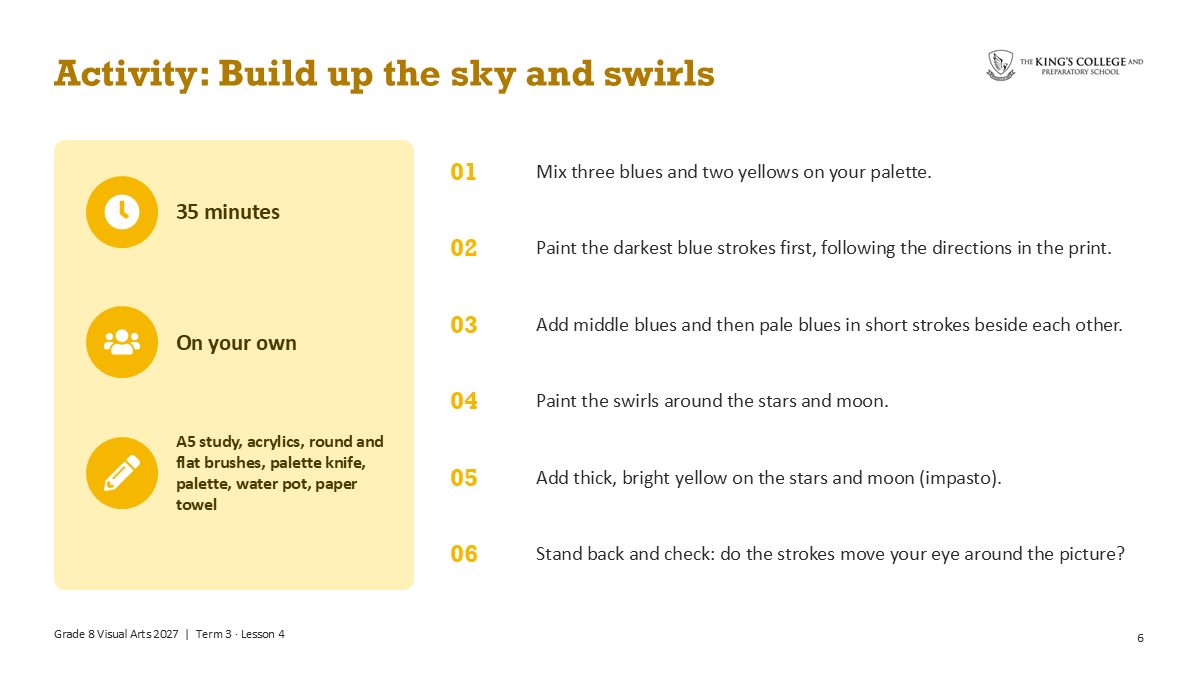 Activity: Build up the sky and swirls
THE KING'S COLLEGE AND
PREPARATORY SCHOOL
35 minutes
On your own
A5 study, acrylics, round and
flat brushes, palette knife,
palette, water pot, paper
towel
01 Mix three blues and two yellows on your palette.
02 Paint the darkest blue strokes first, following the directions in the print.
03 Add middle blues and then pale blues in short strokes beside each other.
04 Paint the swirls around the stars and moon.
05 Add thick, bright yellow on the stars and moon (impasto).
06 Stand back and check: do the strokes move your eye around the picture?
Grade 8 Visual Arts 2027 | Term 3 · Lesson 4
6